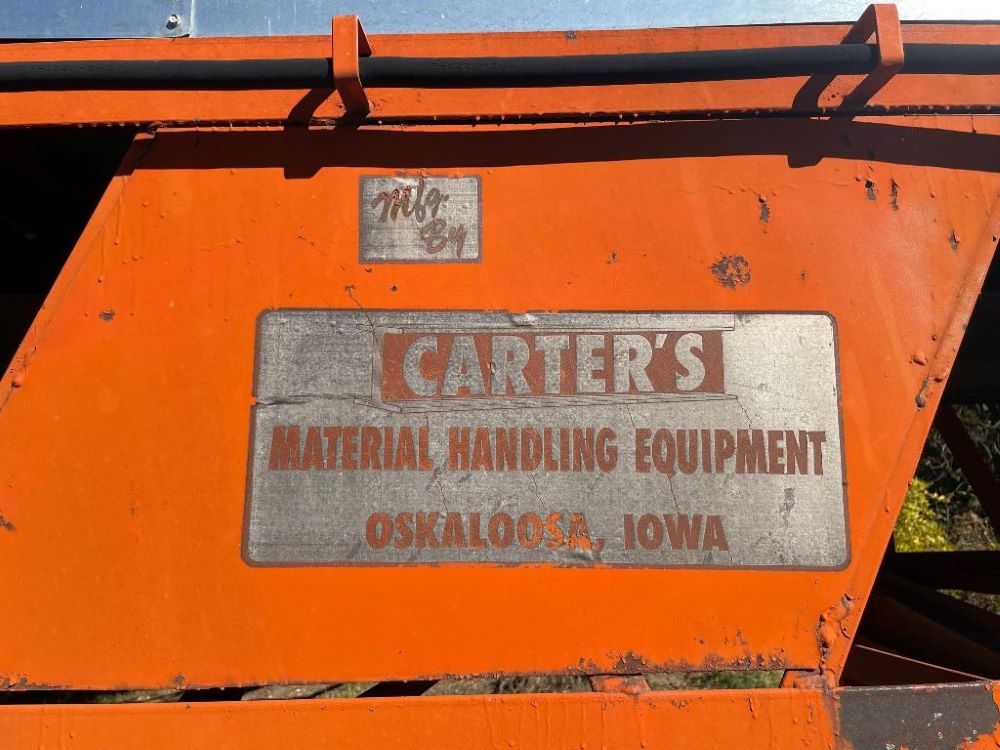 Mfg.
By
CARTER'S
MATERIAL HANDLING EQUIPMENT
OSKALOOSA, IOWA